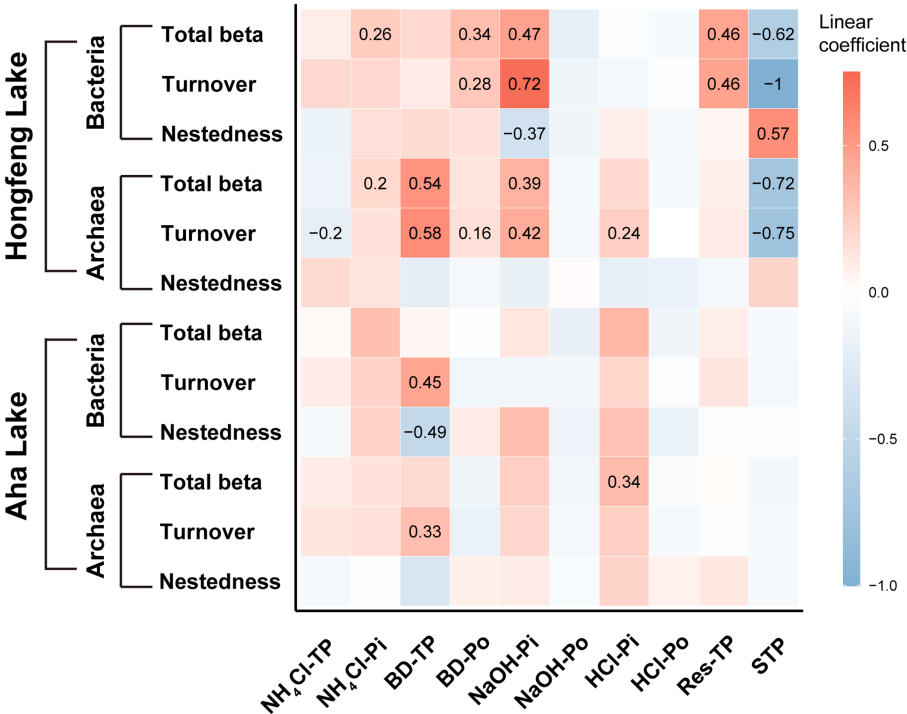 Hongfeng Lake
Bacteria
Total beta 0.26 0.34 0.47 0.46 −0.62
Turnover 0.28 0.72 0.46 −1
Nestedness −0.37 0.57
Archaea
Total beta 0.2 0.54 0.39 −0.72
Turnover −0.2 0.58 0.16 0.42 0.24 −0.75
Nestedness
Aha Lake
Bacteria
Total beta
Turnover 0.45
Nestedness −0.49
Archaea
Total beta 0.34
Turnover 0.33
Nestedness
NH₄Cl-TP NH₄Cl-Pi BD-TP BD-Po NaOH-Pi NaOH-Po HCl-Pi HCl-Po Res-TP STP
Linear
coefficient
0.5
0.0
−0.5
−1.0